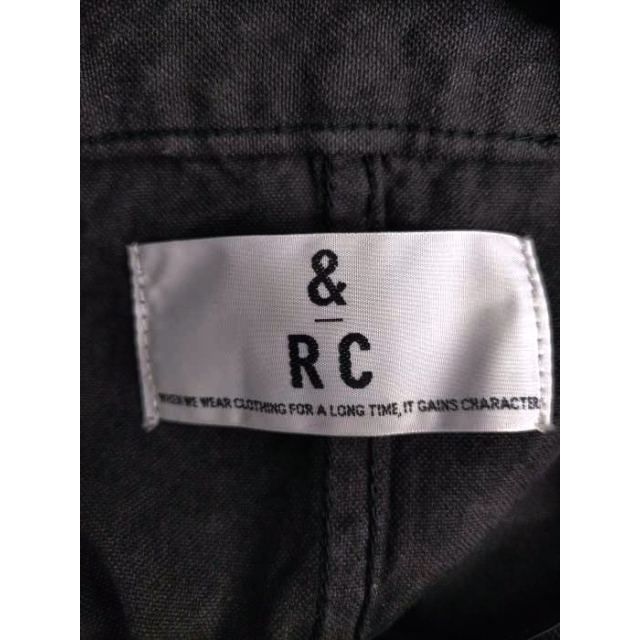 &
RC
WHEN WE WEAR CLOTHING FOR A LONG TIME, IT GAINS CHARACTER